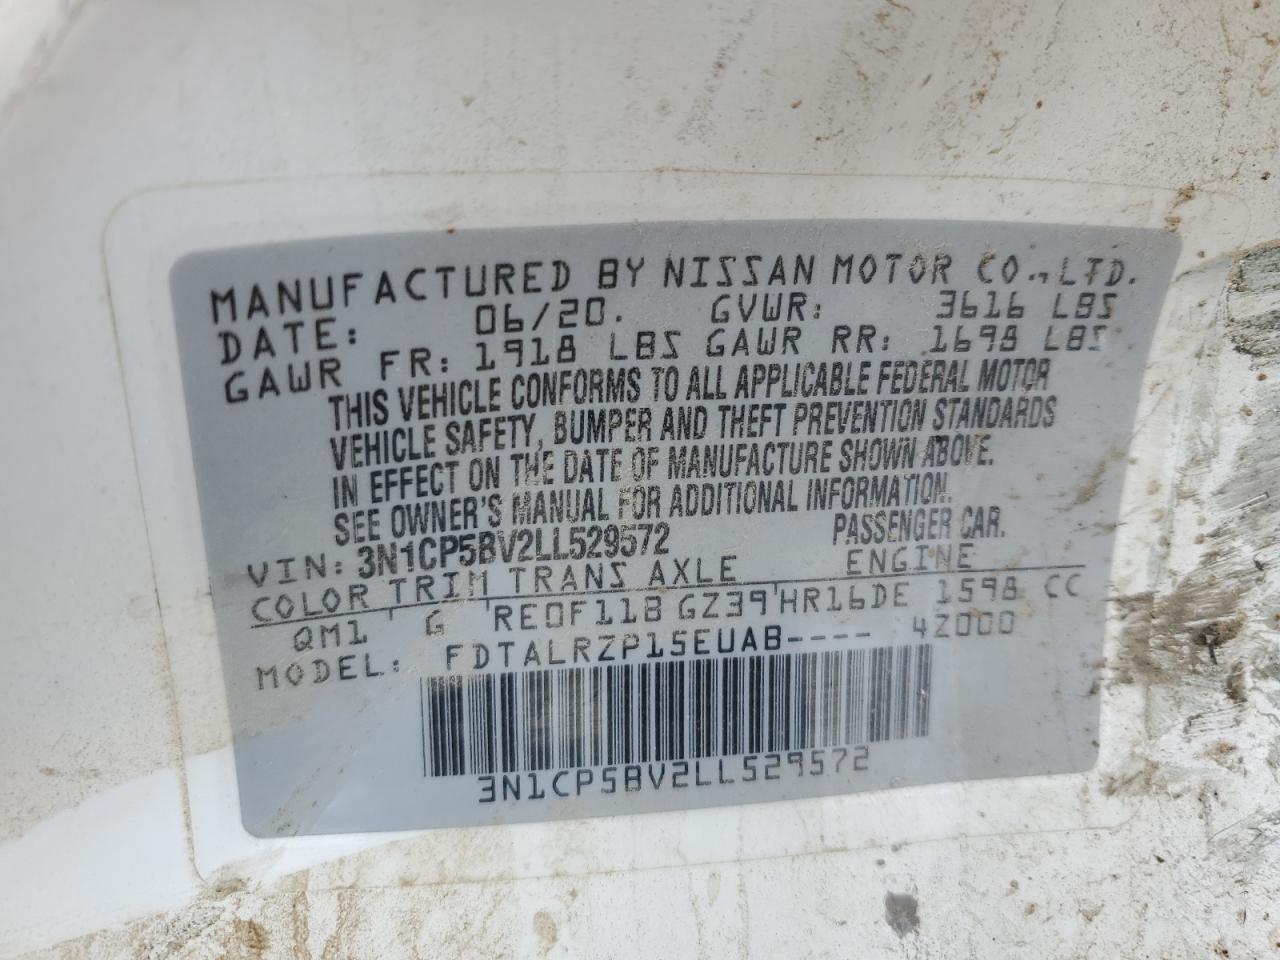 MANUFACTURED BY NISSAN MOTOR CO., LTD.
DATE: 06/20. GVWR: 3616 LBS
GAWR FR: 1918 LBS GAWR RR: 1698 LBS
THIS VEHICLE CONFORMS TO ALL APPLICABLE FEDERAL MOTOR
VEHICLE SAFETY, BUMPER AND THEFT PREVENTION STANDARDS
IN EFFECT ON THE DATE OF MANUFACTURE SHOWN ABOVE.
SEE OWNER'S MANUAL FOR ADDITIONAL INFORMATION.
VIN: 3N1CP5BV2LL529572 PASSENGER CAR.
COLOR TRIM TRANS AXLE ENGINE
QM1 G RE0F11B GZ39 HR16DE 1598 CC
MODEL: FDTALRZP15EUAB---- 4Z000
3N1CP5BV2LL529572